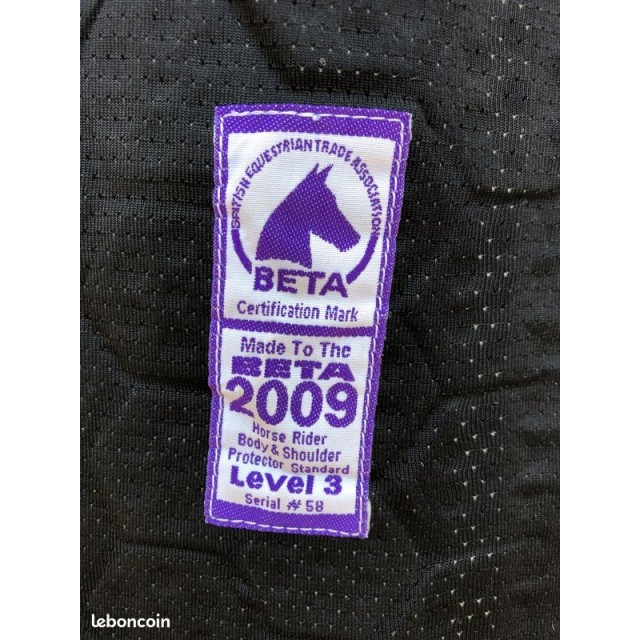 BRITISH EQUESTRIAN TRADE ASSOCIATION
BETA
Certification Mark
Made To The
BETA
2009
Horse Rider
Body & Shoulder
Protector Standard
Level 3
Serial # 58
leboncoin